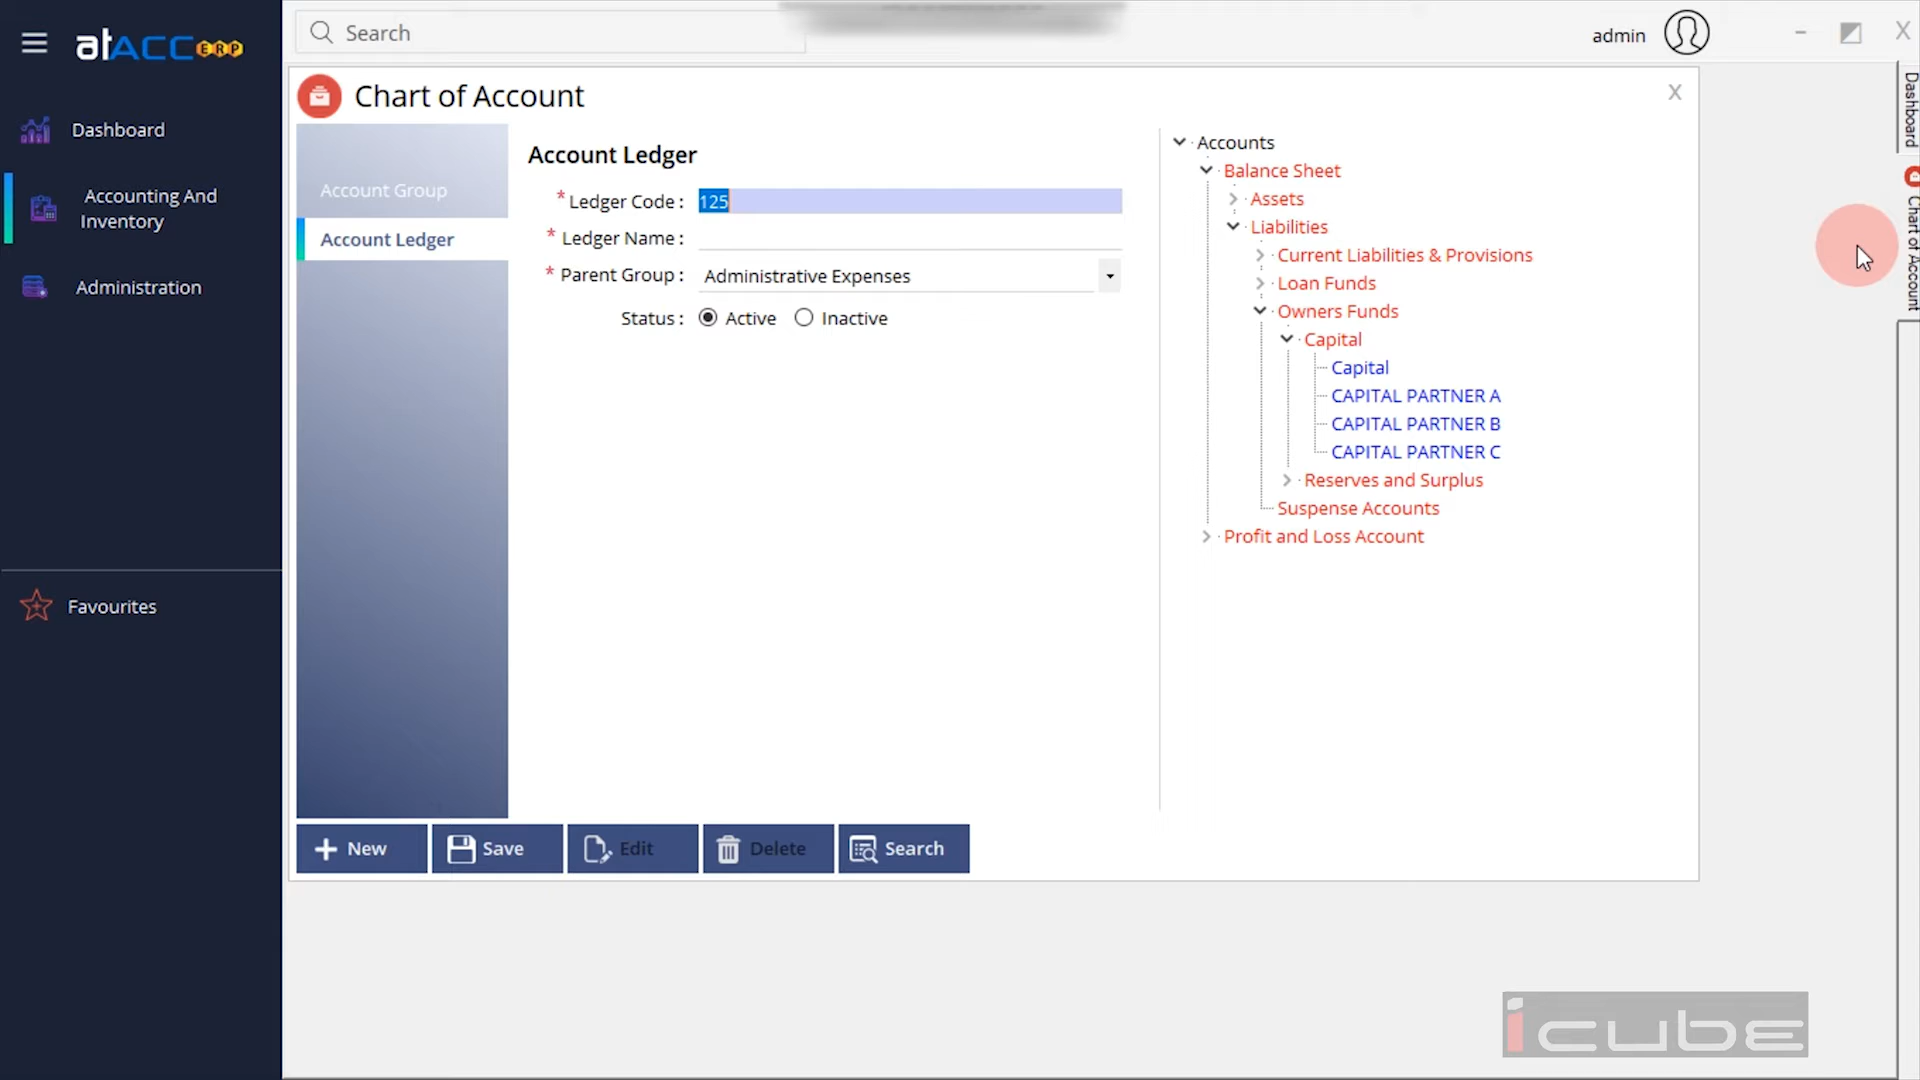 atACC ERP
Search
admin
X
Dashboard
Accounting And
Inventory
Administration
Favourites
Chart of Account
X
Account Group
Account Ledger
Account Ledger
* Ledger Code : 125
* Ledger Name :
* Parent Group : Administrative Expenses
Status : Active Inactive
Accounts
Balance Sheet
Assets
Liabilities
Current Liabilities & Provisions
Loan Funds
Owners Funds
Capital
Capital
CAPITAL PARTNER A
CAPITAL PARTNER B
CAPITAL PARTNER C
Reserves and Surplus
Suspense Accounts
Profit and Loss Account
New
Save
Edit
Delete
Search
Dashboard
Chart of Account
icube